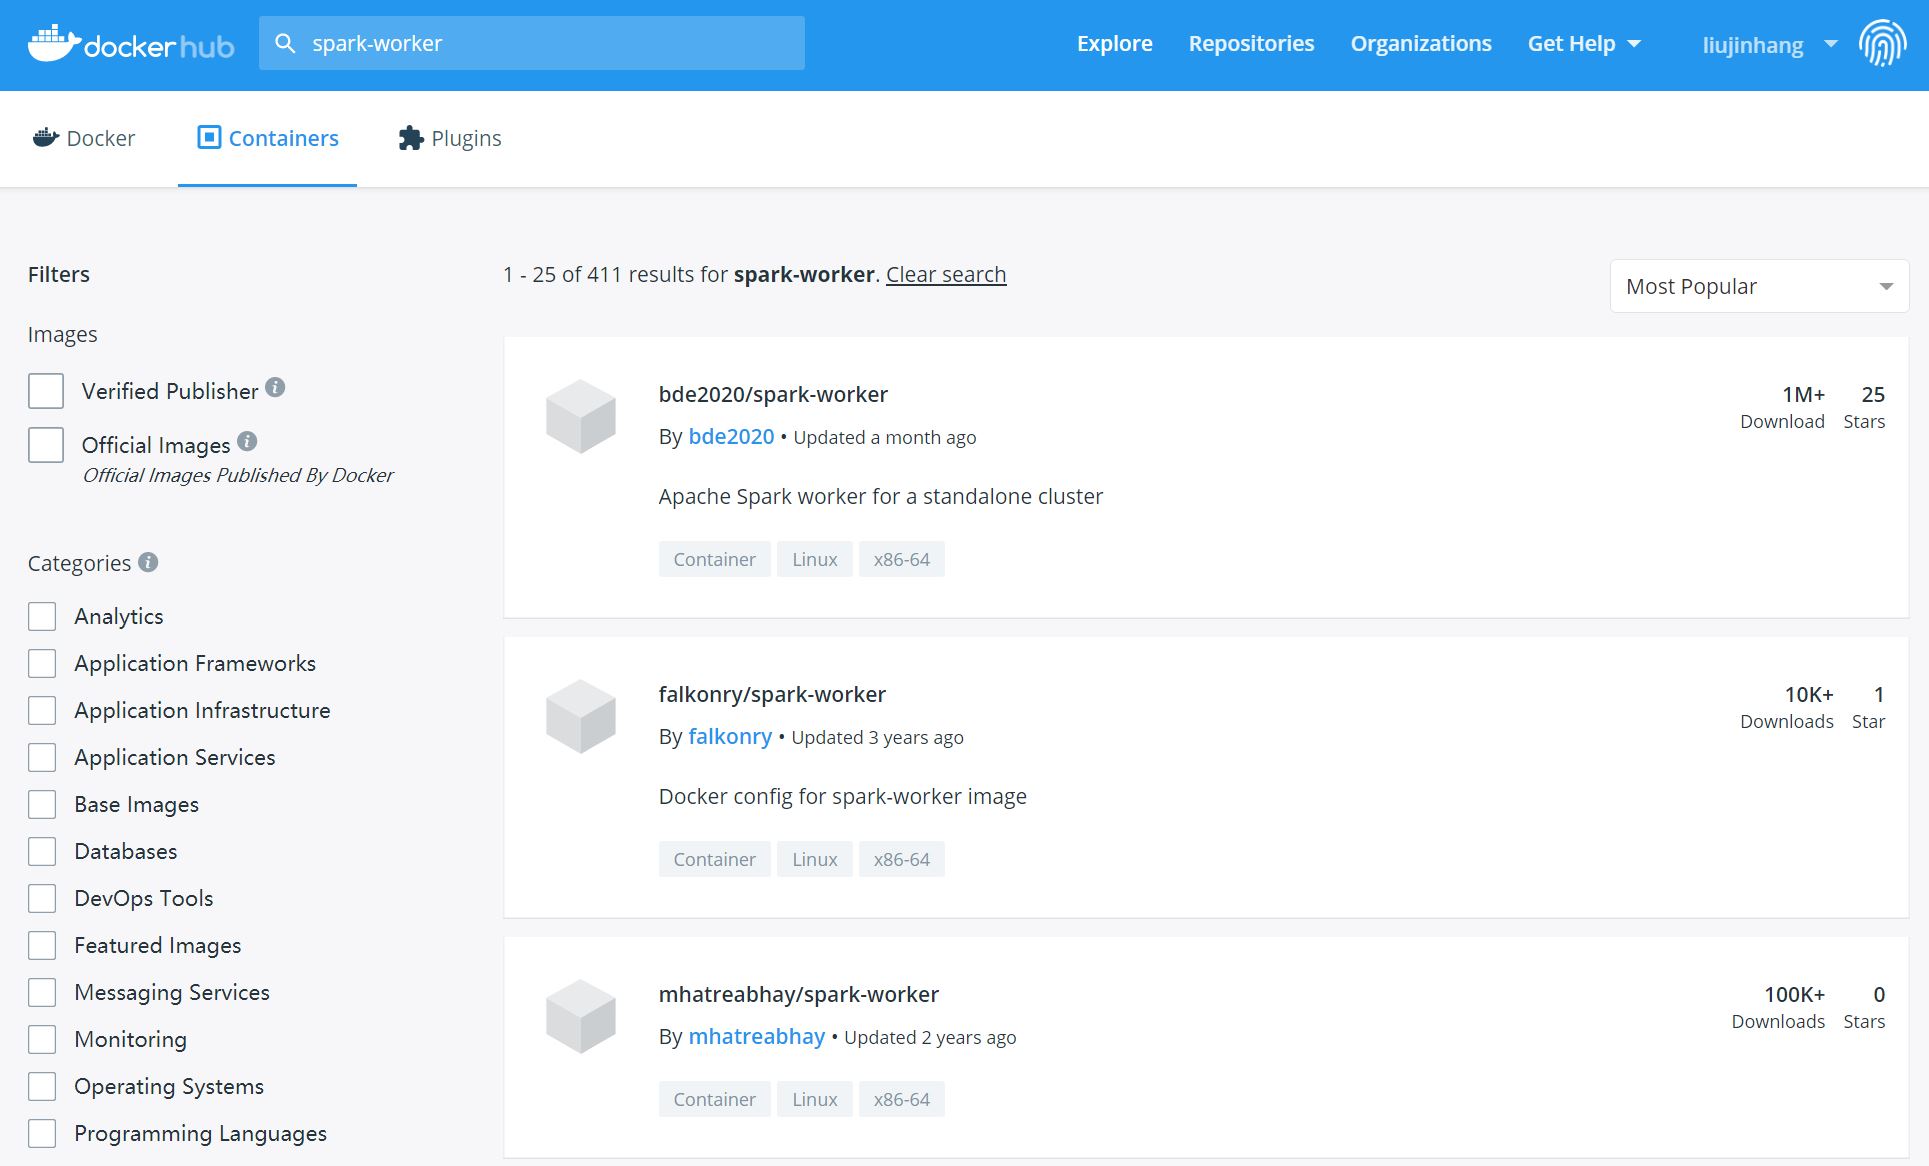 dockerhub
spark-worker
Explore Repositories Organizations Get Help liujinhang
Docker Containers Plugins
Filters
Images
Verified Publisher i
Official Images i
Official Images Published By Docker
Categories i
Analytics
Application Frameworks
Application Infrastructure
Application Services
Base Images
Databases
DevOps Tools
Featured Images
Messaging Services
Monitoring
Operating Systems
Programming Languages
1 - 25 of 411 results for spark-worker. Clear search
Most Popular
bde2020/spark-worker
By bde2020 • Updated a month ago
Apache Spark worker for a standalone cluster
Container Linux x86-64
1M+ 25
Download Stars
falkonry/spark-worker
By falkonry • Updated 3 years ago
Docker config for spark-worker image
Container Linux x86-64
10K+ 1
Downloads Star
mhatreabhay/spark-worker
By mhatreabhay • Updated 2 years ago
Container Linux x86-64
100K+ 0
Downloads Stars